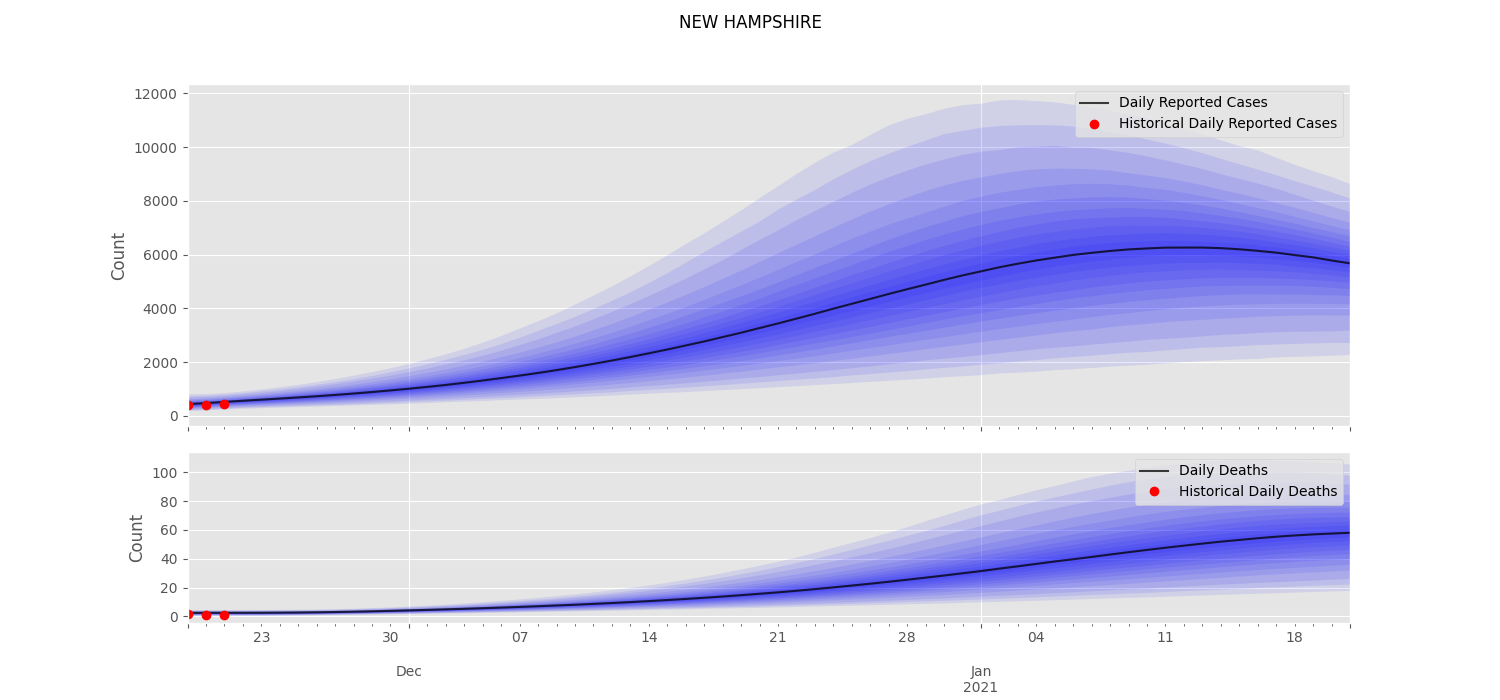 NEW HAMPSHIRE
12000
10000
8000
6000
4000
2000
0
Count
Daily Reported Cases
Historical Daily Reported Cases
100
80
60
40
20
0
Count
Daily Deaths
Historical Daily Deaths
23 30 07 14 21 28 04 11 18
Dec Jan
2021